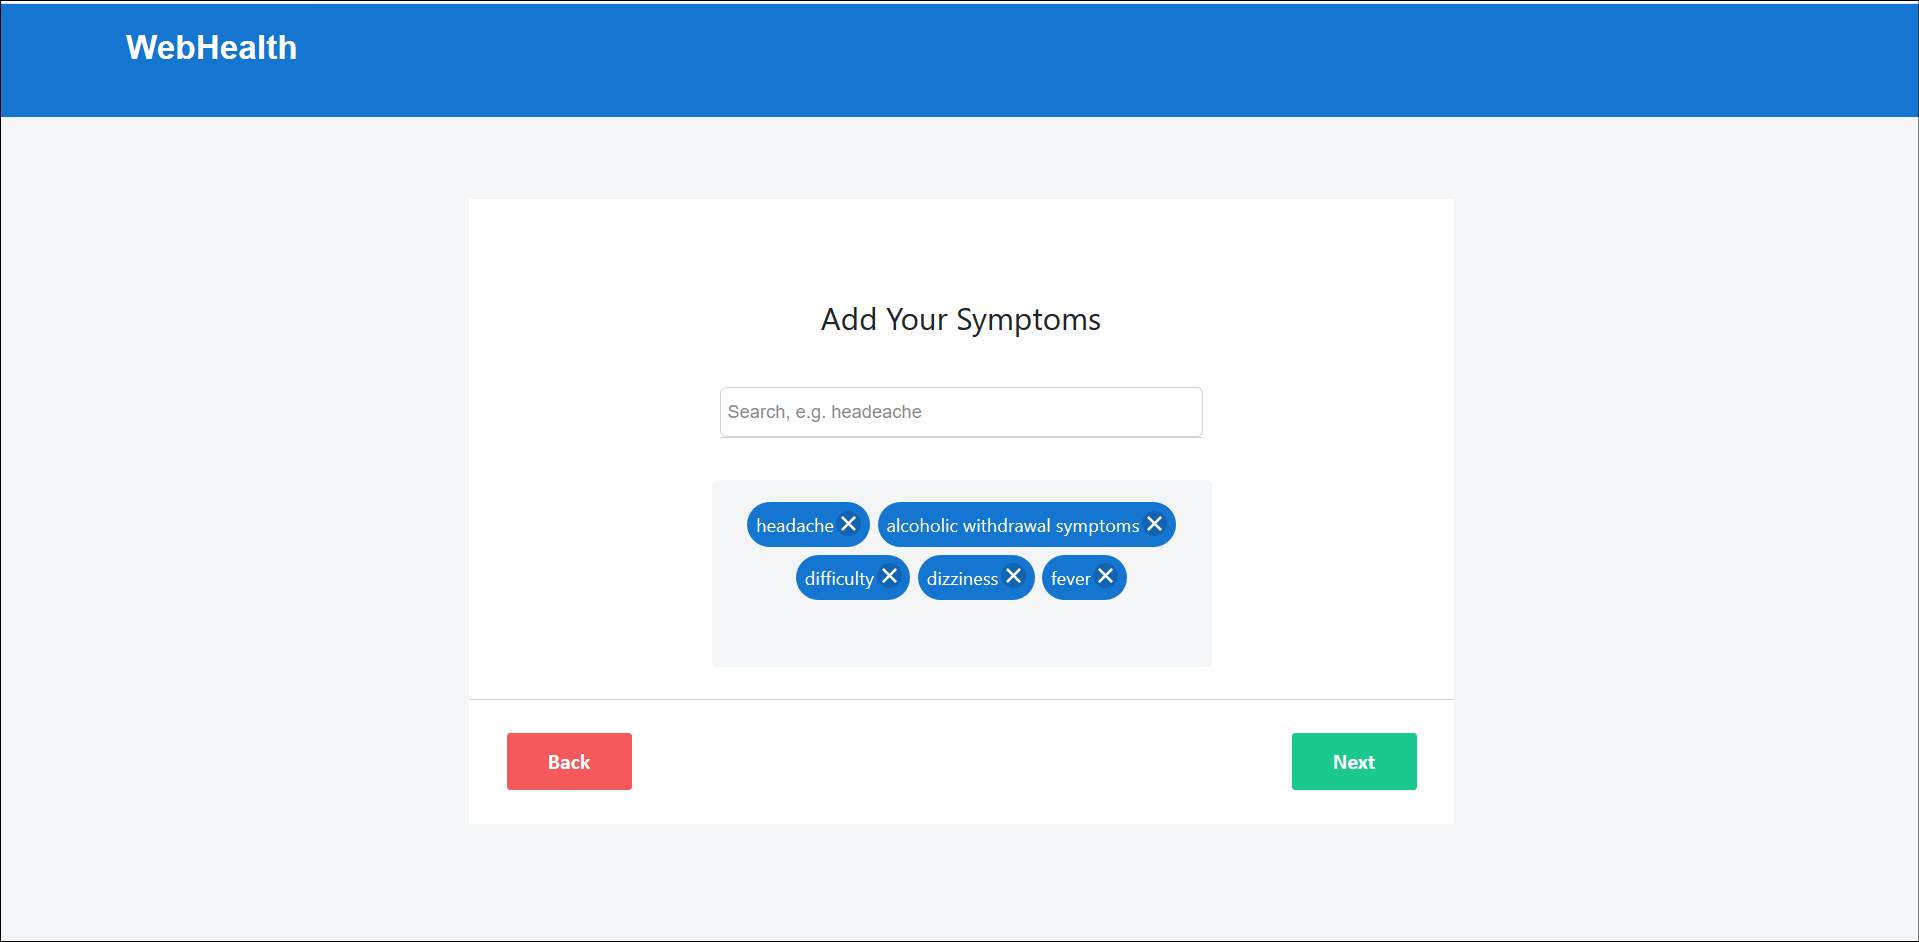 WebHealth
Add Your Symptoms
Search, e.g. headeache
headache alcoholic withdrawal symptoms
difficulty dizziness fever
Back Next